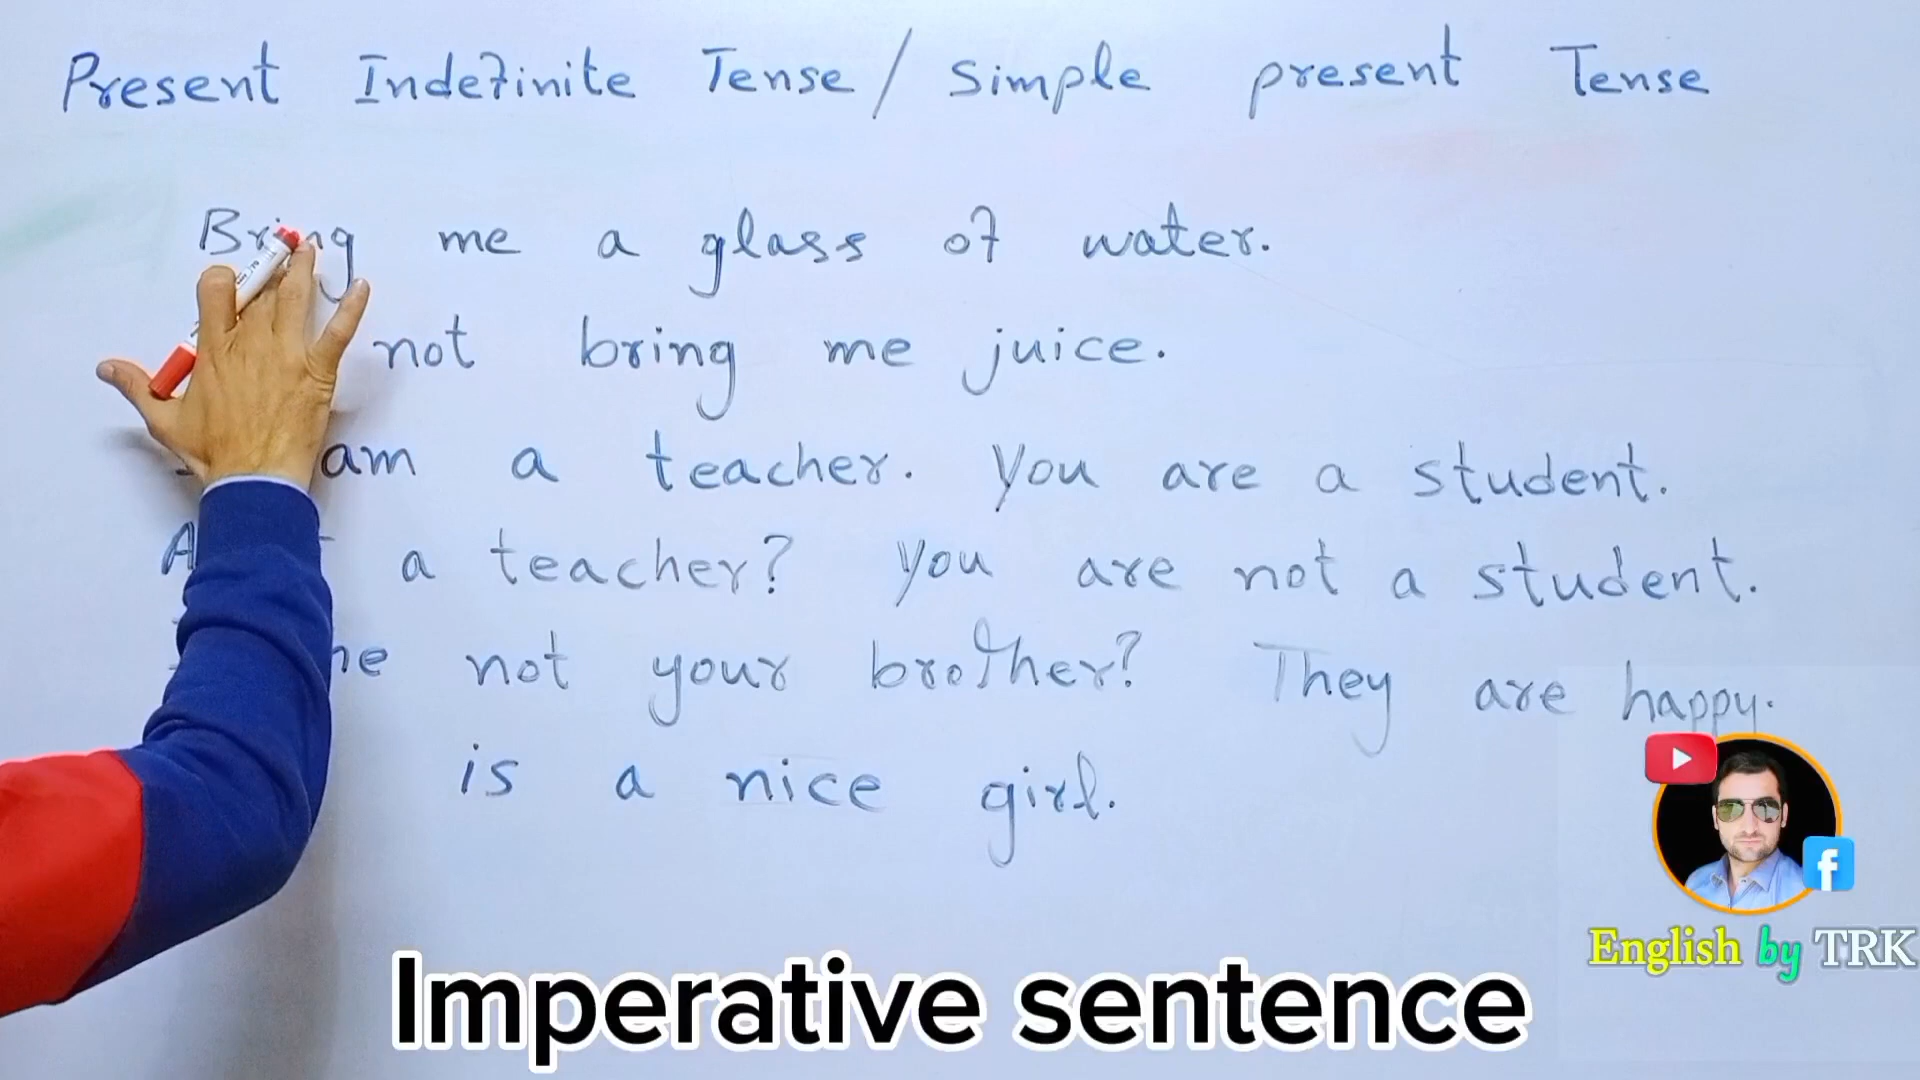 Present Indefinite Tense / Simple present Tense
Bring me a glass of water.
not bring me juice.
am a teacher. You are a student.
a teacher? You are not a student.
not your brother? They are happy.
is a nice girl.
English by TRK
Imperative sentence